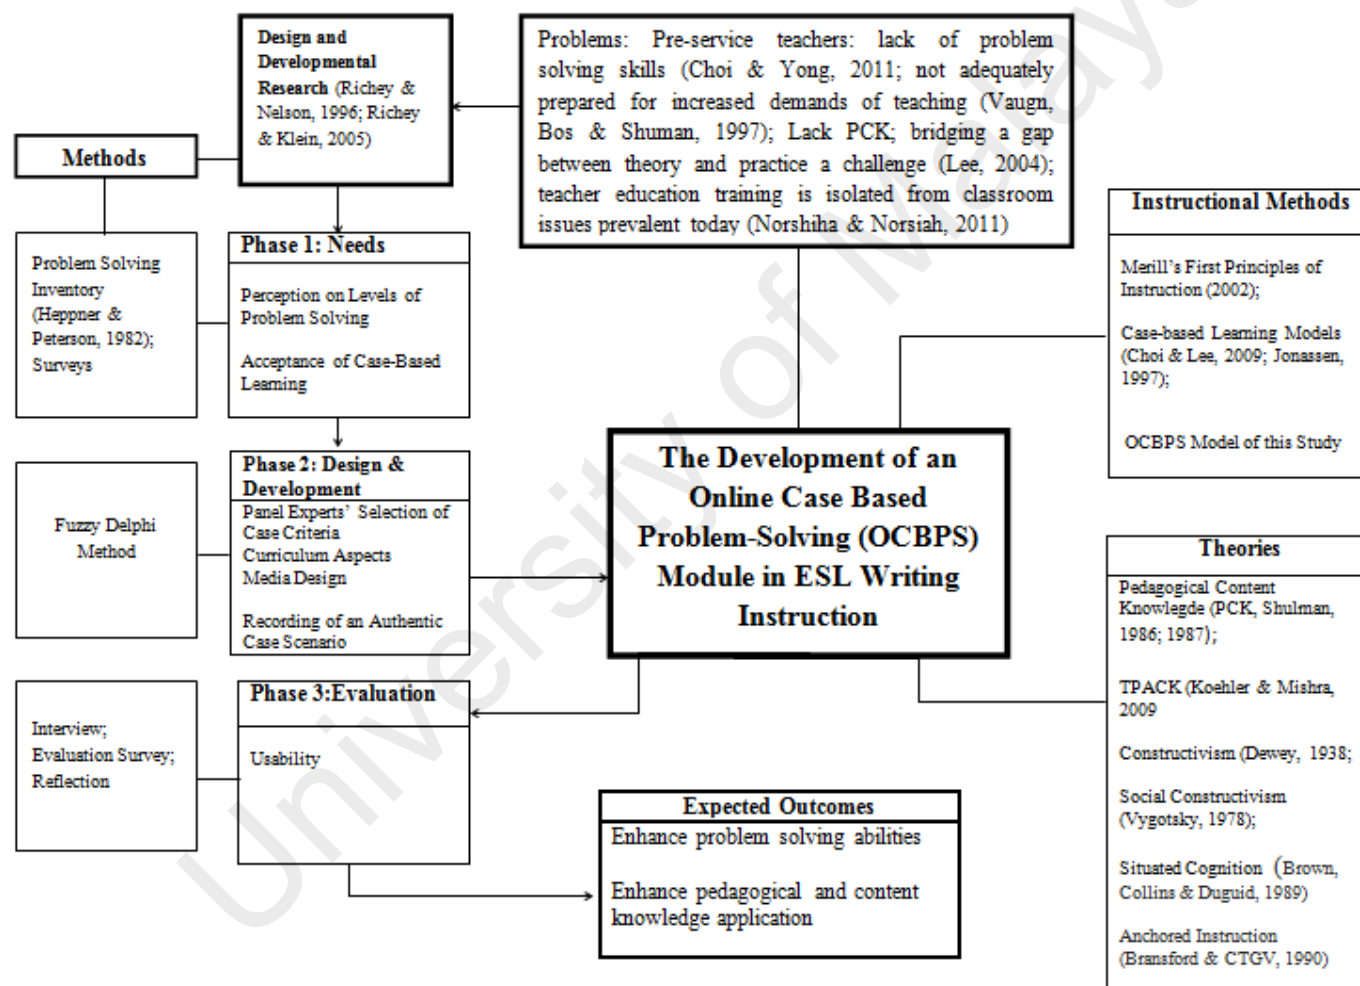 Design and
Developmental
Research (Richey &
Nelson, 1996; Richey
& Klein, 2005)
Problems: Pre-service teachers: lack of problem
solving skills (Choi & Yong, 2011; not adequately
prepared for increased demands of teaching (Vaugn,
Bos & Shuman, 1997); Lack PCK; bridging a gap
between theory and practice a challenge (Lee, 2004);
teacher education training is isolated from classroom
issues prevalent today (Norshiha & Norsiah, 2011)
Methods
Problem Solving
Inventory
(Heppner &
Peterson, 1982);
Surveys
Phase 1: Needs
Perception on Levels of
Problem Solving
Acceptance of Case-Based
Learning
Instructional Methods
Merill's First Principles of
Instruction (2002);
Case-based Learning Models
(Choi & Lee, 2009; Jonassen,
1997);
OCBPS Model of this Study
Fuzzy Delphi
Method
Phase 2: Design &
Development
Panel Experts' Selection of
Case Criteria
Curriculum Aspects
Media Design
Recording of an Authentic
Case Scenario
The Development of an
Online Case Based
Problem-Solving (OCBPS)
Module in ESL Writing
Instruction
Theories
Pedagogical Content
Knowlegde (PCK, Shulman,
1986; 1987);
TPACK (Koehler & Mishra,
2009
Constructivism (Dewey, 1938;
Social Constructivism
(Vygotsky, 1978);
Situated Cognition (Brown,
Collins & Duguid, 1989)
Anchored Instruction
(Bransford & CTGV, 1990)
Interview;
Evaluation Survey;
Reflection
Phase 3:Evaluation
Usability
Expected Outcomes
Enhance problem solving abilities
Enhance pedagogical and content
knowledge application
University of Malaya